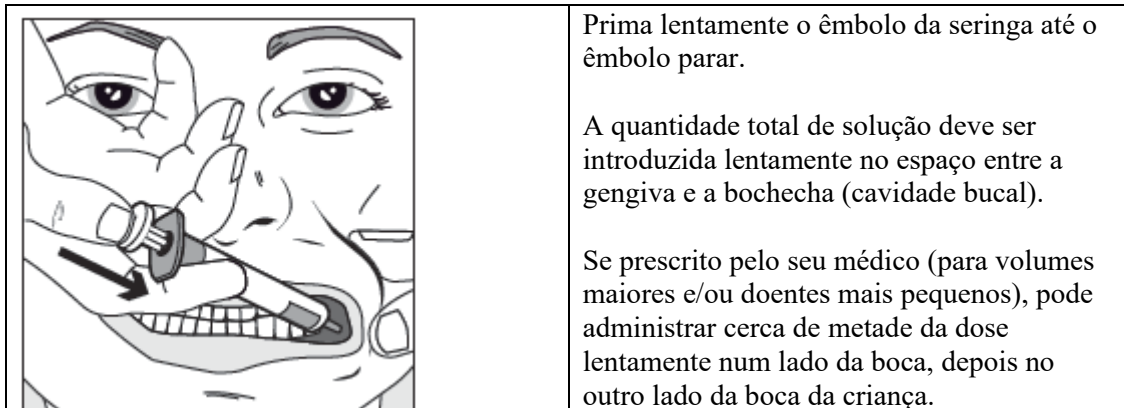 Prima lentamente o êmbolo da seringa até o
êmbolo parar.
A quantidade total de solução deve ser
introduzida lentamente no espaço entre a
gengiva e a bochecha (cavidade bucal).
Se prescrito pelo seu médico (para volumes
maiores e/ou doentes mais pequenos), pode
administrar cerca de metade da dose
lentamente num lado da boca, depois no
outro lado da boca da criança.